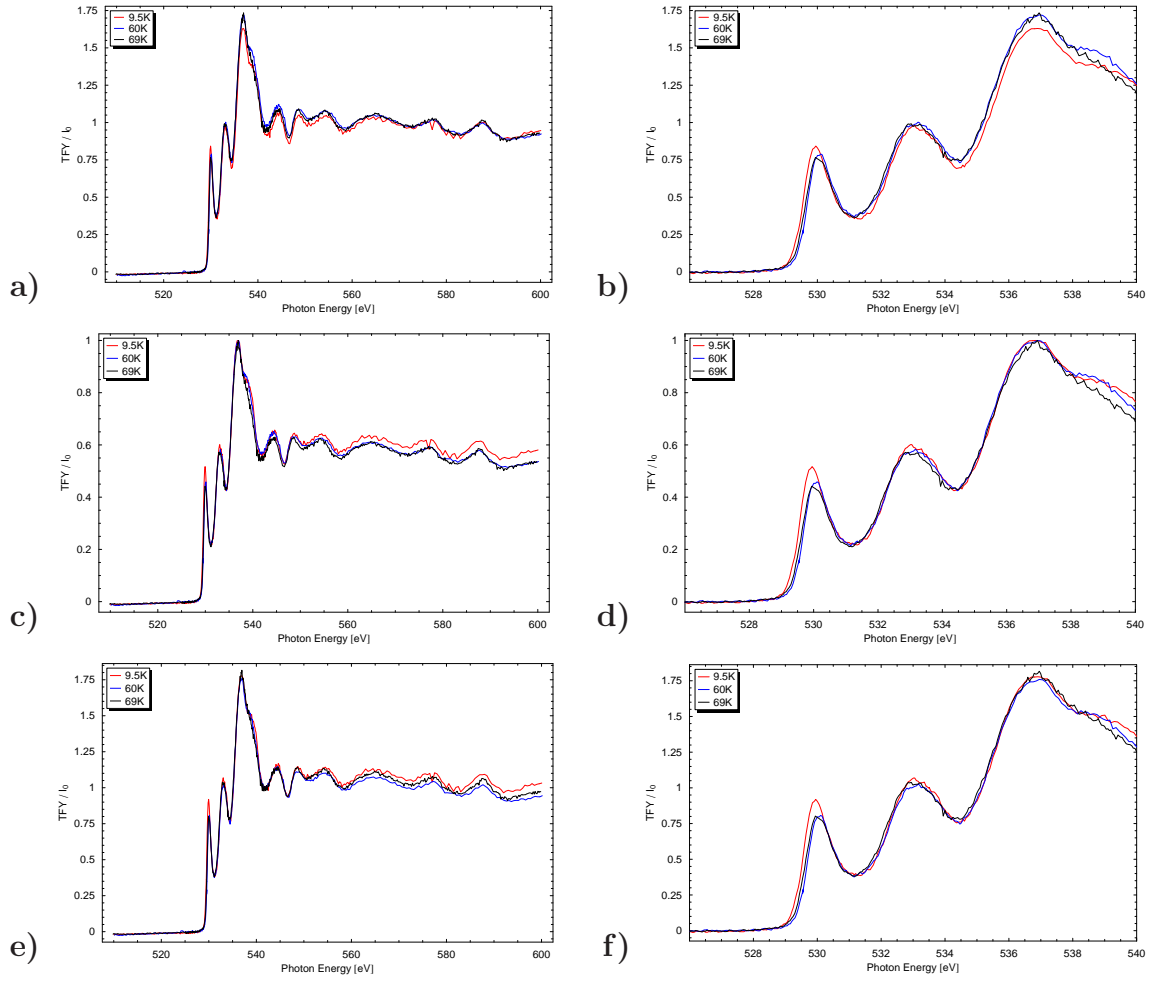 1.75
1.5
1.25
1
0.75
0.5
0.25
0
TFY / I0
9.5K
60K
69K
520 540 560 580 600
Photon Energy [eV]
a)
1.75
1.5
1.25
1
0.75
0.5
0.25
0
TFY / I0
9.5K
60K
69K
528 530 532 534 536 538 540
Photon Energy [eV]
b)
1
0.8
0.6
0.4
0.2
0
TFY / I0
9.5K
60K
69K
520 540 560 580 600
Photon Energy [eV]
c)
1
0.8
0.6
0.4
0.2
0
TFY / I0
9.5K
60K
69K
528 530 532 534 536 538 540
Photon Energy [eV]
d)
1.75
1.5
1.25
1
0.75
0.5
0.25
0
TFY / I0
9.5K
60K
69K
520 540 560 580 600
Photon Energy [eV]
e)
1.75
1.5
1.25
1
0.75
0.5
0.25
0
TFY / I0
9.5K
60K
69K
528 530 532 534 536 538 540
Photon Energy [eV]
f)